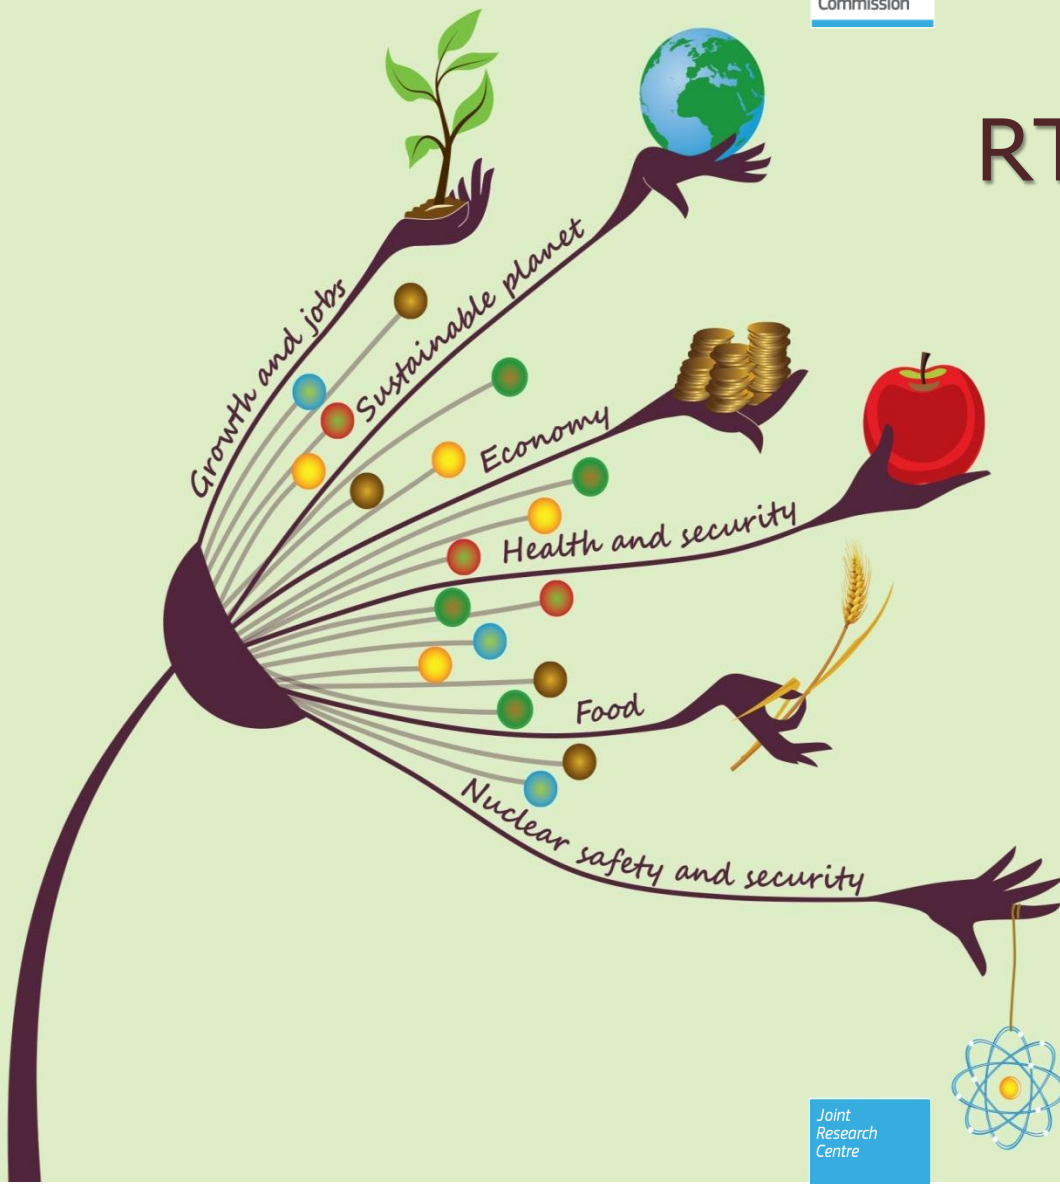 Commission
RT
Growth and jobs
Sustainable planet
Economy
Health and security
Food
Nuclear safety and security
Joint
Research
Centre